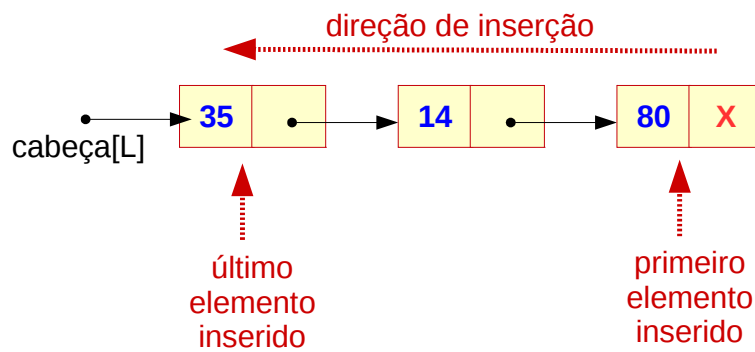 direção de inserção
35
14
80 X
cabeça[L]
último
elemento
inserido
primeiro
elemento
inserido